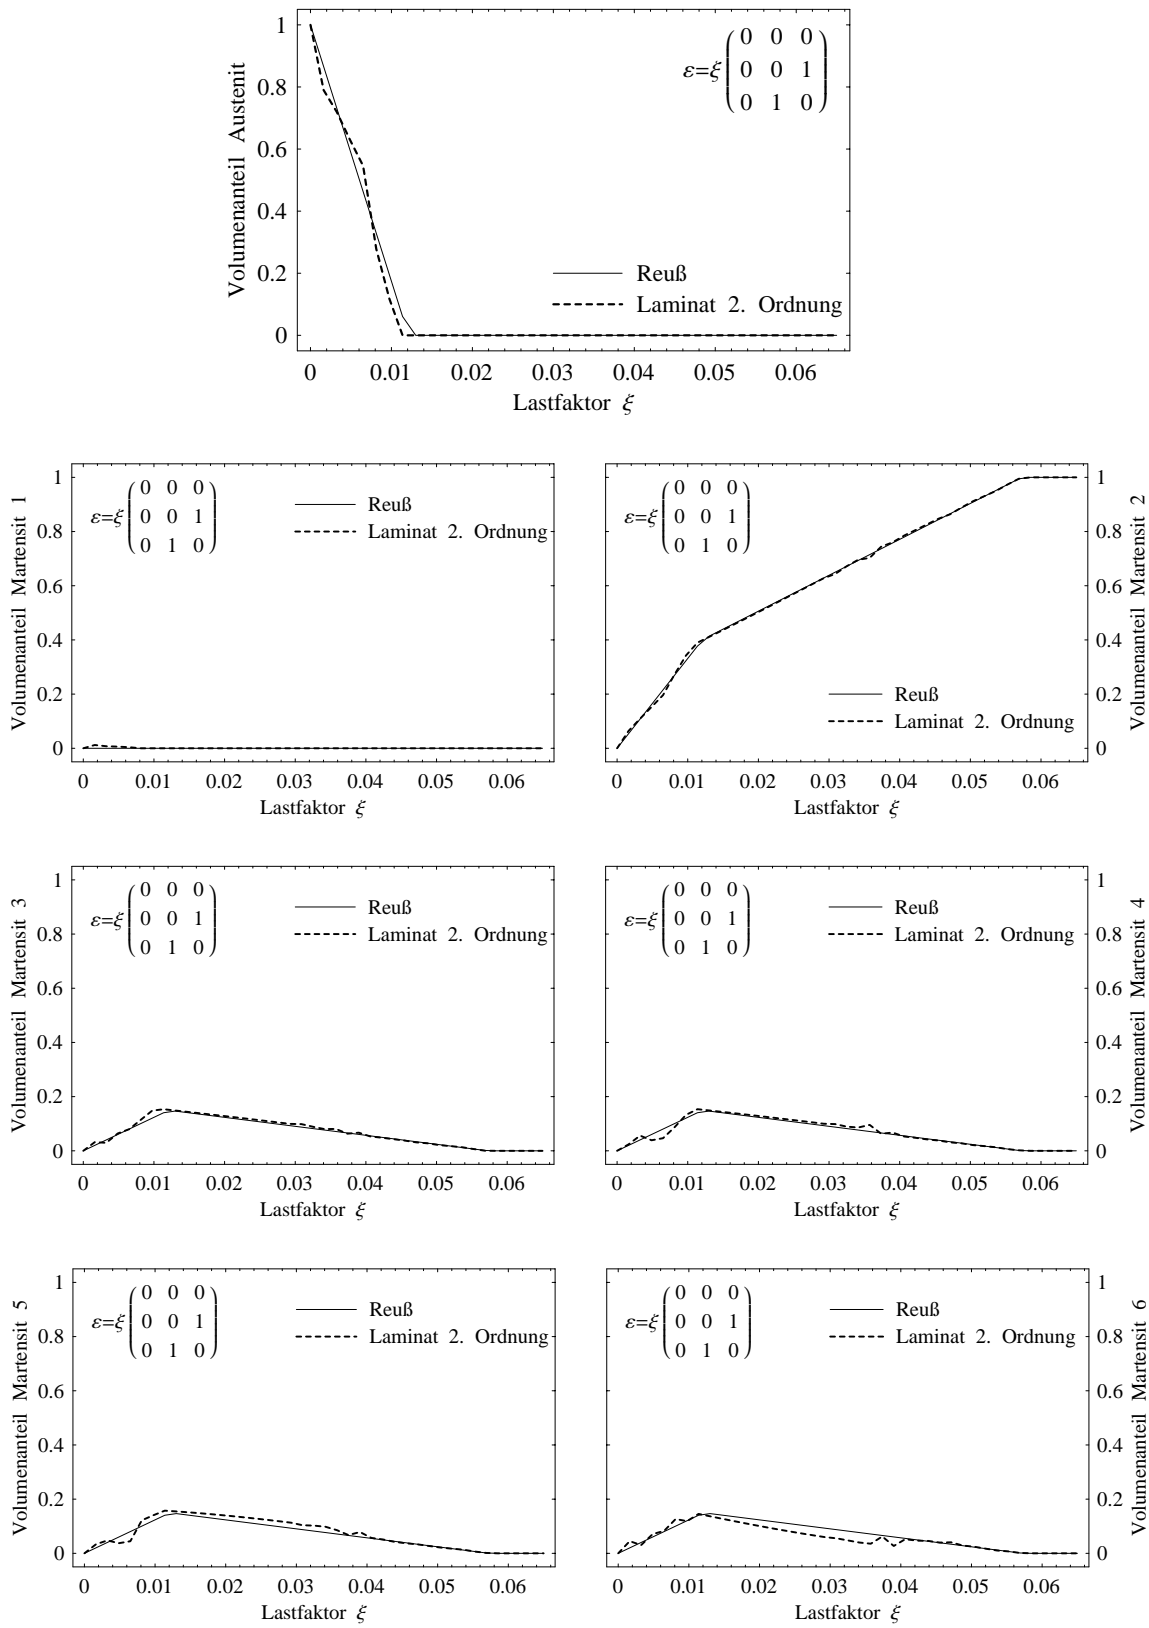 Volumenanteil Austenit
1
0.8
0.6
0.4
0.2
0
ε=ξ
0 0 0
0 0 1
0 1 0
Reuß
Laminat 2. Ordnung
0 0.01 0.02 0.03 0.04 0.05 0.06
Lastfaktor ξ
Volumenanteil Martensit 1
1
0.8
0.6
0.4
0.2
0
ε=ξ
0 0 0
0 0 1
0 1 0
Reuß
Laminat 2. Ordnung
0 0.01 0.02 0.03 0.04 0.05 0.06
Lastfaktor ξ
ε=ξ
0 0 0
0 0 1
0 1 0
Reuß
Laminat 2. Ordnung
1
0.8
0.6
0.4
0.2
0
Volumenanteil Martensit 2
0 0.01 0.02 0.03 0.04 0.05 0.06
Lastfaktor ξ
Volumenanteil Martensit 3
1
0.8
0.6
0.4
0.2
0
ε=ξ
0 0 0
0 0 1
0 1 0
Reuß
Laminat 2. Ordnung
0 0.01 0.02 0.03 0.04 0.05 0.06
Lastfaktor ξ
ε=ξ
0 0 0
0 0 1
0 1 0
Reuß
Laminat 2. Ordnung
1
0.8
0.6
0.4
0.2
0
Volumenanteil Martensit 4
0 0.01 0.02 0.03 0.04 0.05 0.06
Lastfaktor ξ
Volumenanteil Martensit 5
1
0.8
0.6
0.4
0.2
0
ε=ξ
0 0 0
0 0 1
0 1 0
Reuß
Laminat 2. Ordnung
0 0.01 0.02 0.03 0.04 0.05 0.06
Lastfaktor ξ
ε=ξ
0 0 0
0 0 1
0 1 0
Reuß
Laminat 2. Ordnung
1
0.8
0.6
0.4
0.2
0
Volumenanteil Martensit 6
0 0.01 0.02 0.03 0.04 0.05 0.06
Lastfaktor ξ